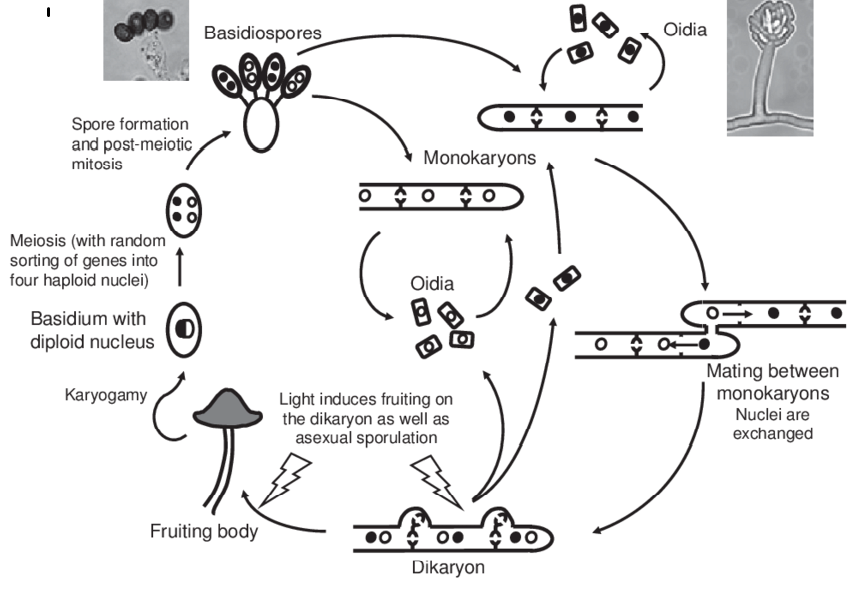 Basidiospores
Oidia
Spore formation
and post-meiotic
mitosis
Monokaryons
Meiosis (with random
sorting of genes into
four haploid nuclei)
Oidia
Basidium with
diploid nucleus
Mating between
monokaryons
Nuclei are
exchanged
Karyogamy
Light induces fruiting on
the dikaryon as well as
asexual sporulation
Fruiting body
Dikaryon